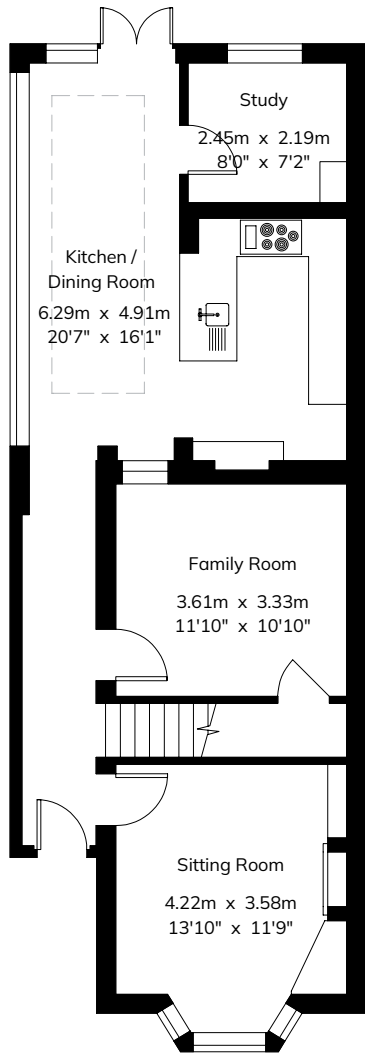 Study
2.45m x 2.19m
8'0" x 7'2"
Kitchen /
Dining Room
6.29m x 4.91m
20'7" x 16'1"
Family Room
3.61m x 3.33m
11'10" x 10'10"
Sitting Room
4.22m x 3.58m
13'10" x 11'9"